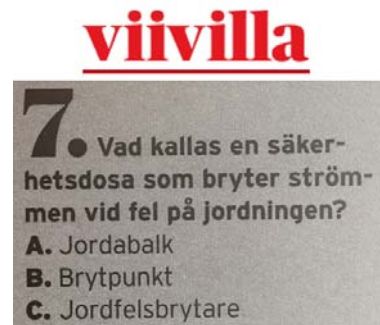 viivilla
7. Vad kallas en säker-
hetsdosa som bryter ström-
men vid fel på jordningen?
A. Jordabalk
B. Brytpunkt
C. Jordfelsbrytare